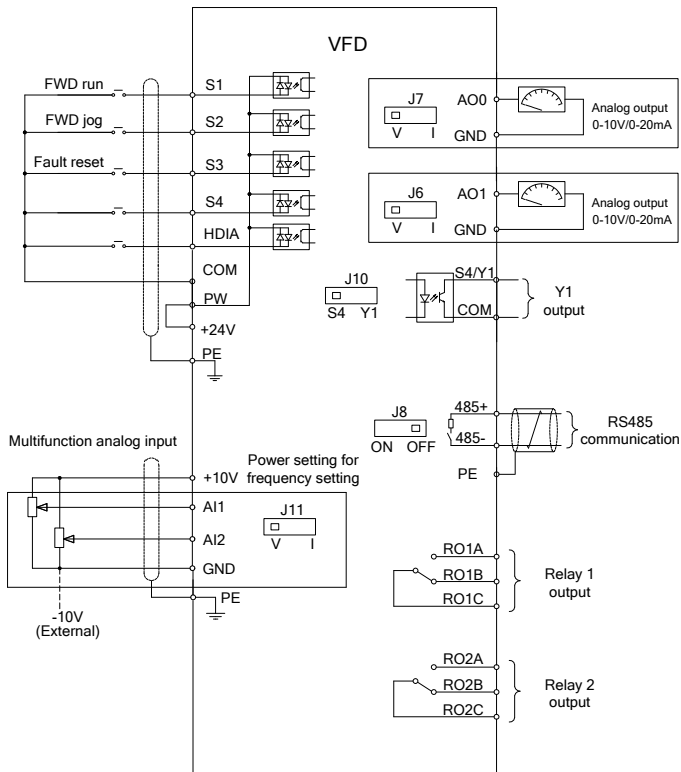 VFD
FWD run
S1
FWD jog
S2
Fault reset
S3
S4
HDIA
COM
PW
+24V
PE
Multifunction analog input
+10V
Power setting for
frequency setting
AI1
AI2
J11
V I
GND
PE
-10V
(External)
J7
V I
AO0
GND
Analog output
0-10V/0-20mA
J6
V I
AO1
GND
Analog output
0-10V/0-20mA
J10
S4 Y1
S4/Y1
COM
Y1
output
J8
ON OFF
485+
485-
PE
RS485
communication
RO1A
RO1B
RO1C
Relay 1
output
RO2A
RO2B
RO2C
Relay 2
output